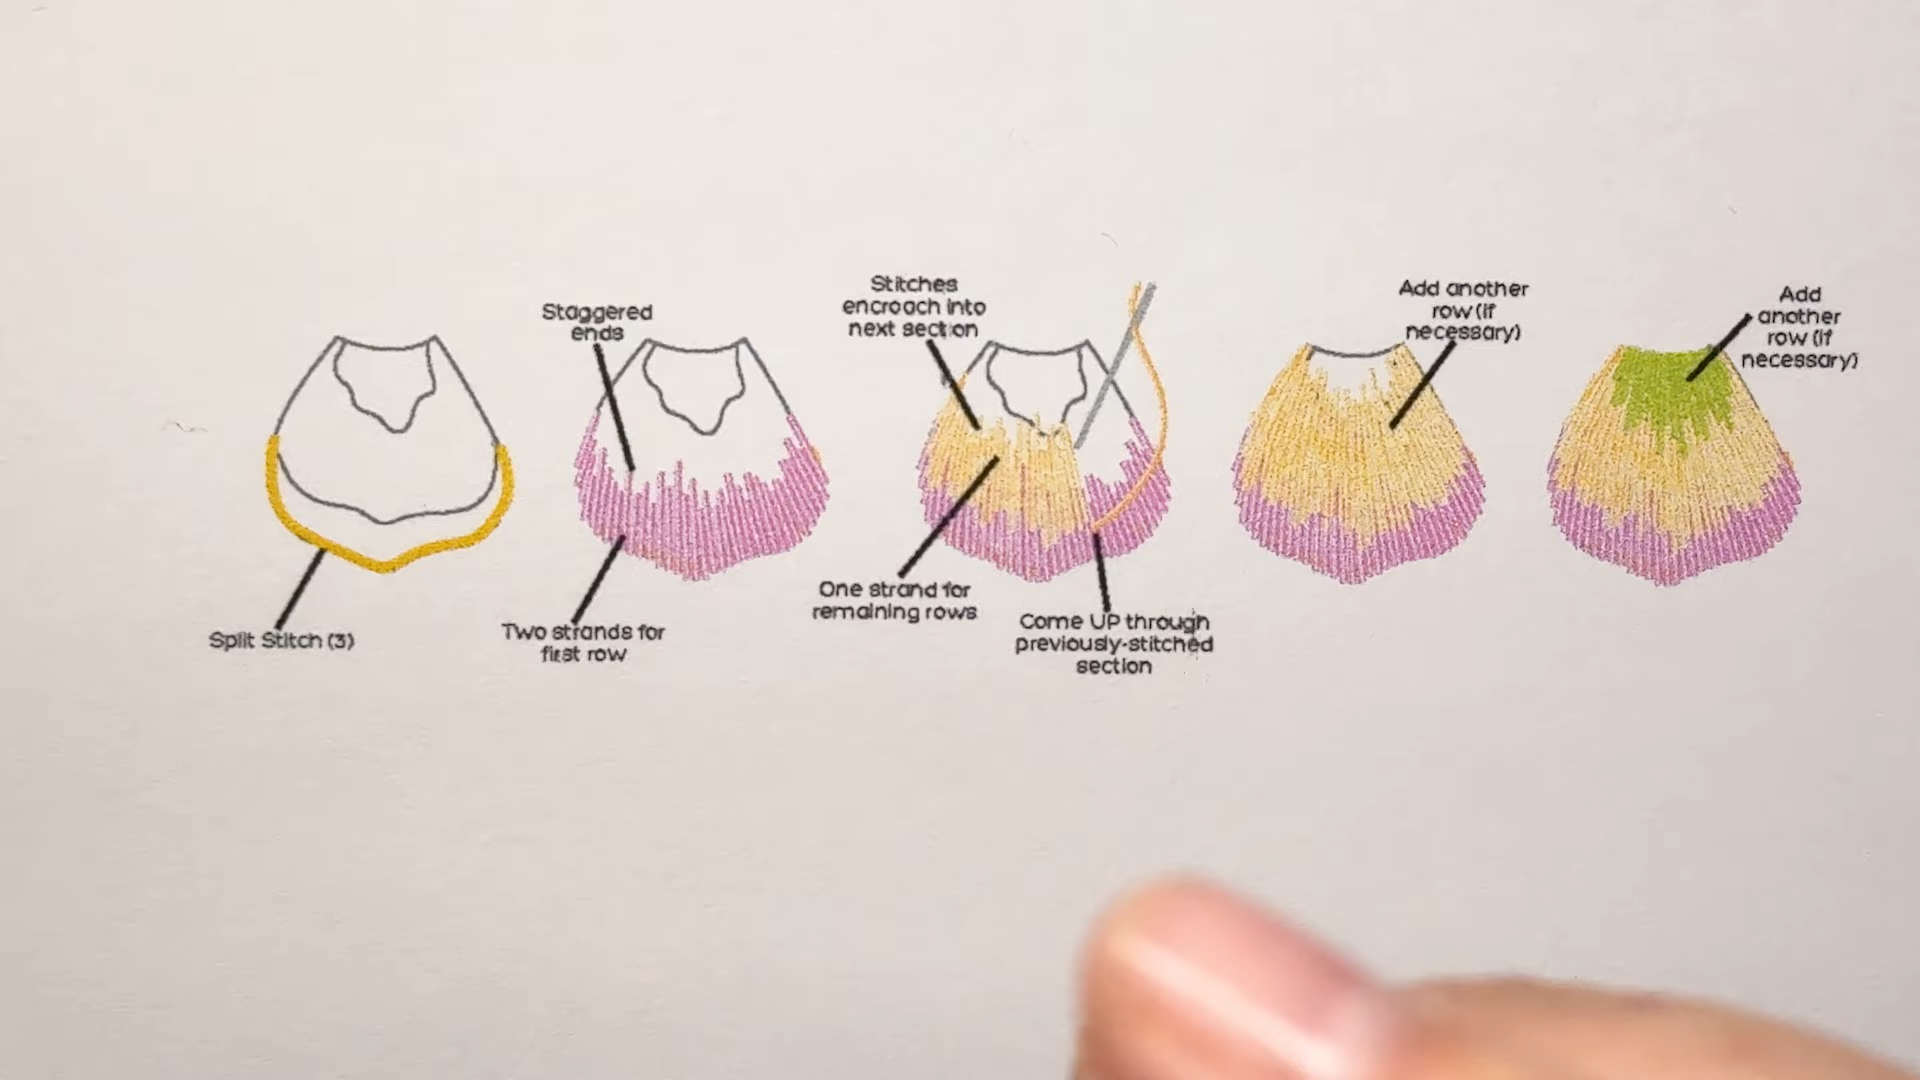 Split Stitch (3)
Staggered
ends
Two strands for
first row
Stitches
encroach into
next section
One strand for
remaining rows
Come UP through
previously-stitched
section
Add another
row (if
necessary)
Add
another
row (if
necessary)